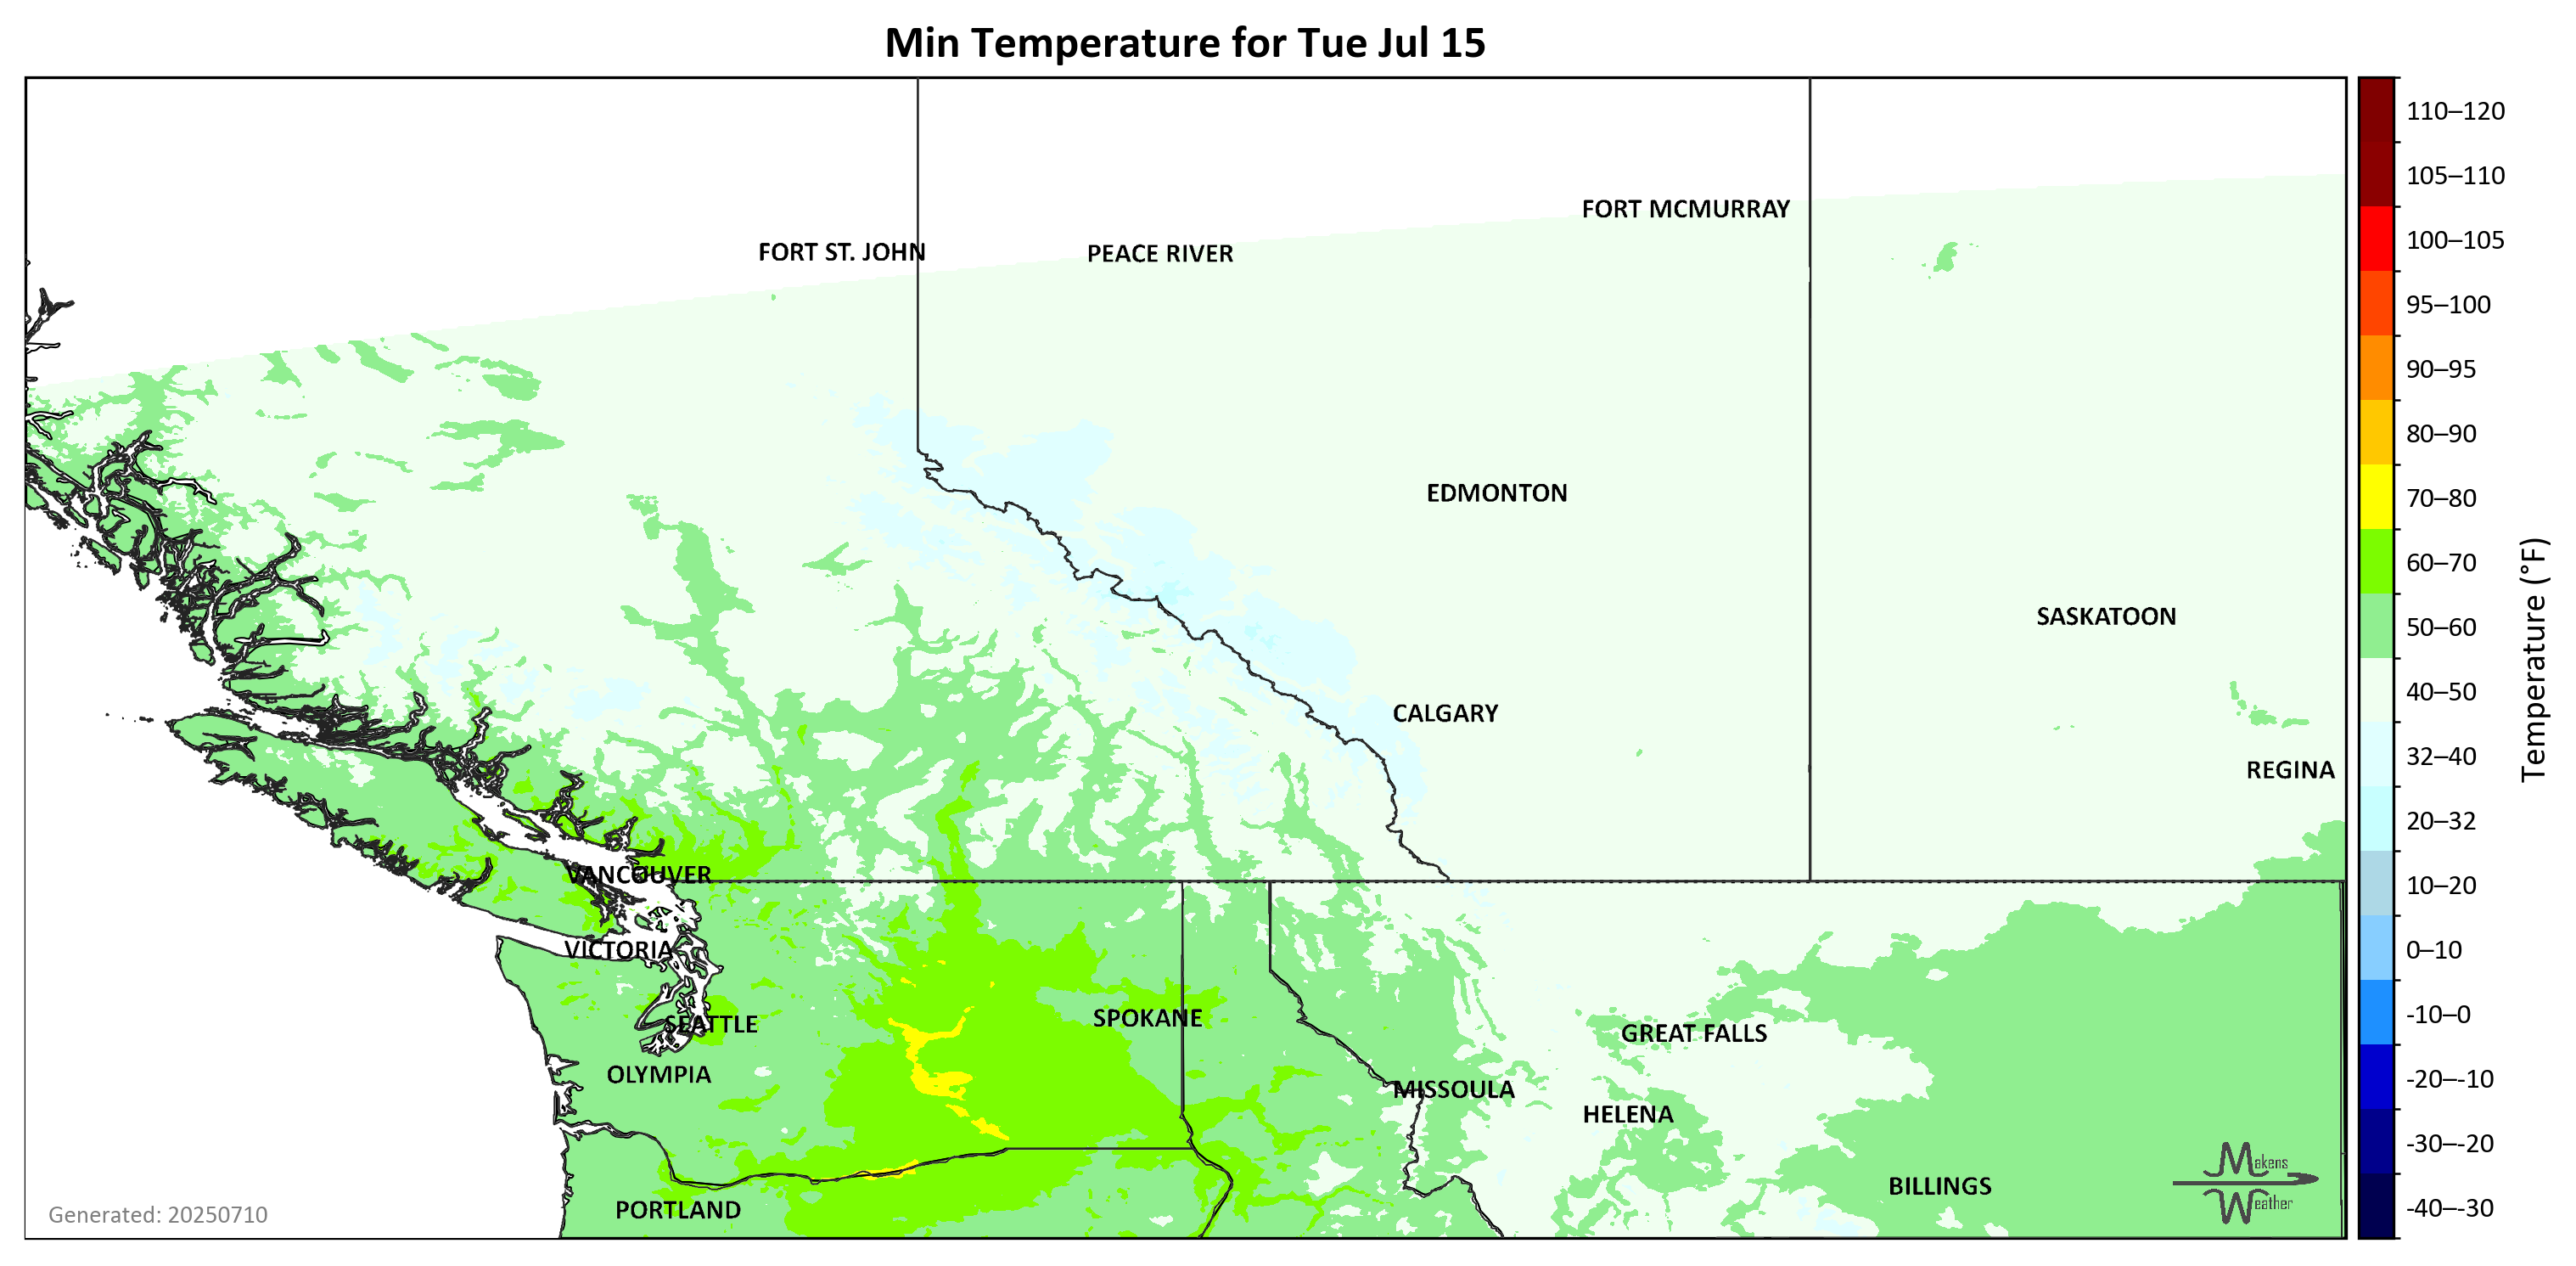 Min Temperature for Tue Jul 15
110–120
105–110
100–105
95–100
90–95
80–90
70–80
60–70
50–60
40–50
32–40
20–32
10–20
0–10
-10–0
-20–-10
-30–-20
-40–-30
Temperature (°F)
FORT MCMURRAY
FORT ST. JOHN
PEACE RIVER
EDMONTON
SASKATOON
CALGARY
REGINA
VANCOUVER
VICTORIA
SEATTLE
SPOKANE
GREAT FALLS
OLYMPIA
MISSOULA
HELENA
BILLINGS
PORTLAND
Makens
Weather
Generated: 20250710